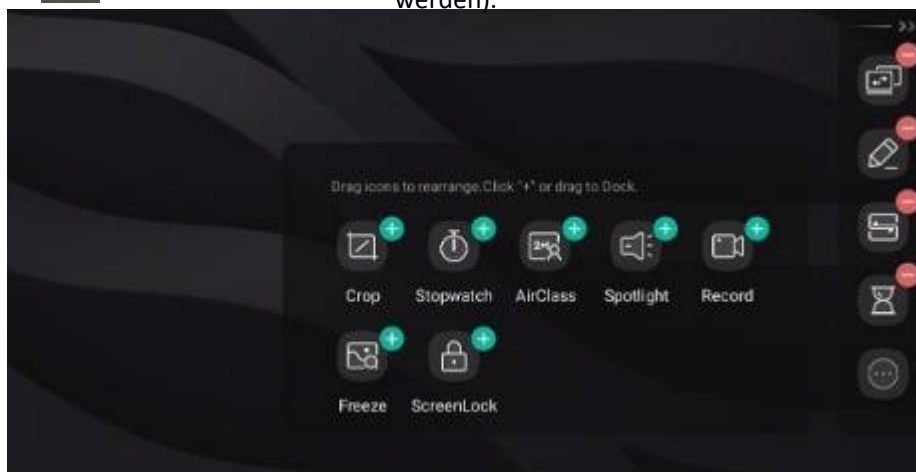 werden).
Drag icons to rearrange.Click "+" or drag to Dock.
Crop Stopwatch AirClass Spotlight Record
Freeze ScreenLock